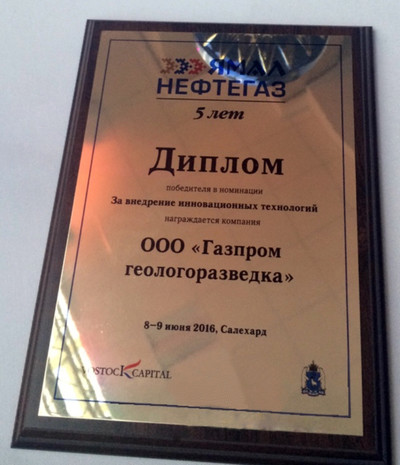 ЯМАЛ
НЕФТЕГАЗ
5 лет
Диплом
победителя в номинации
За внедрение инновационных технологий
награждается компания
ООО «Газпром
геологоразведка»
8–9 июня 2016, Салехард
VOSTOCK CAPITAL